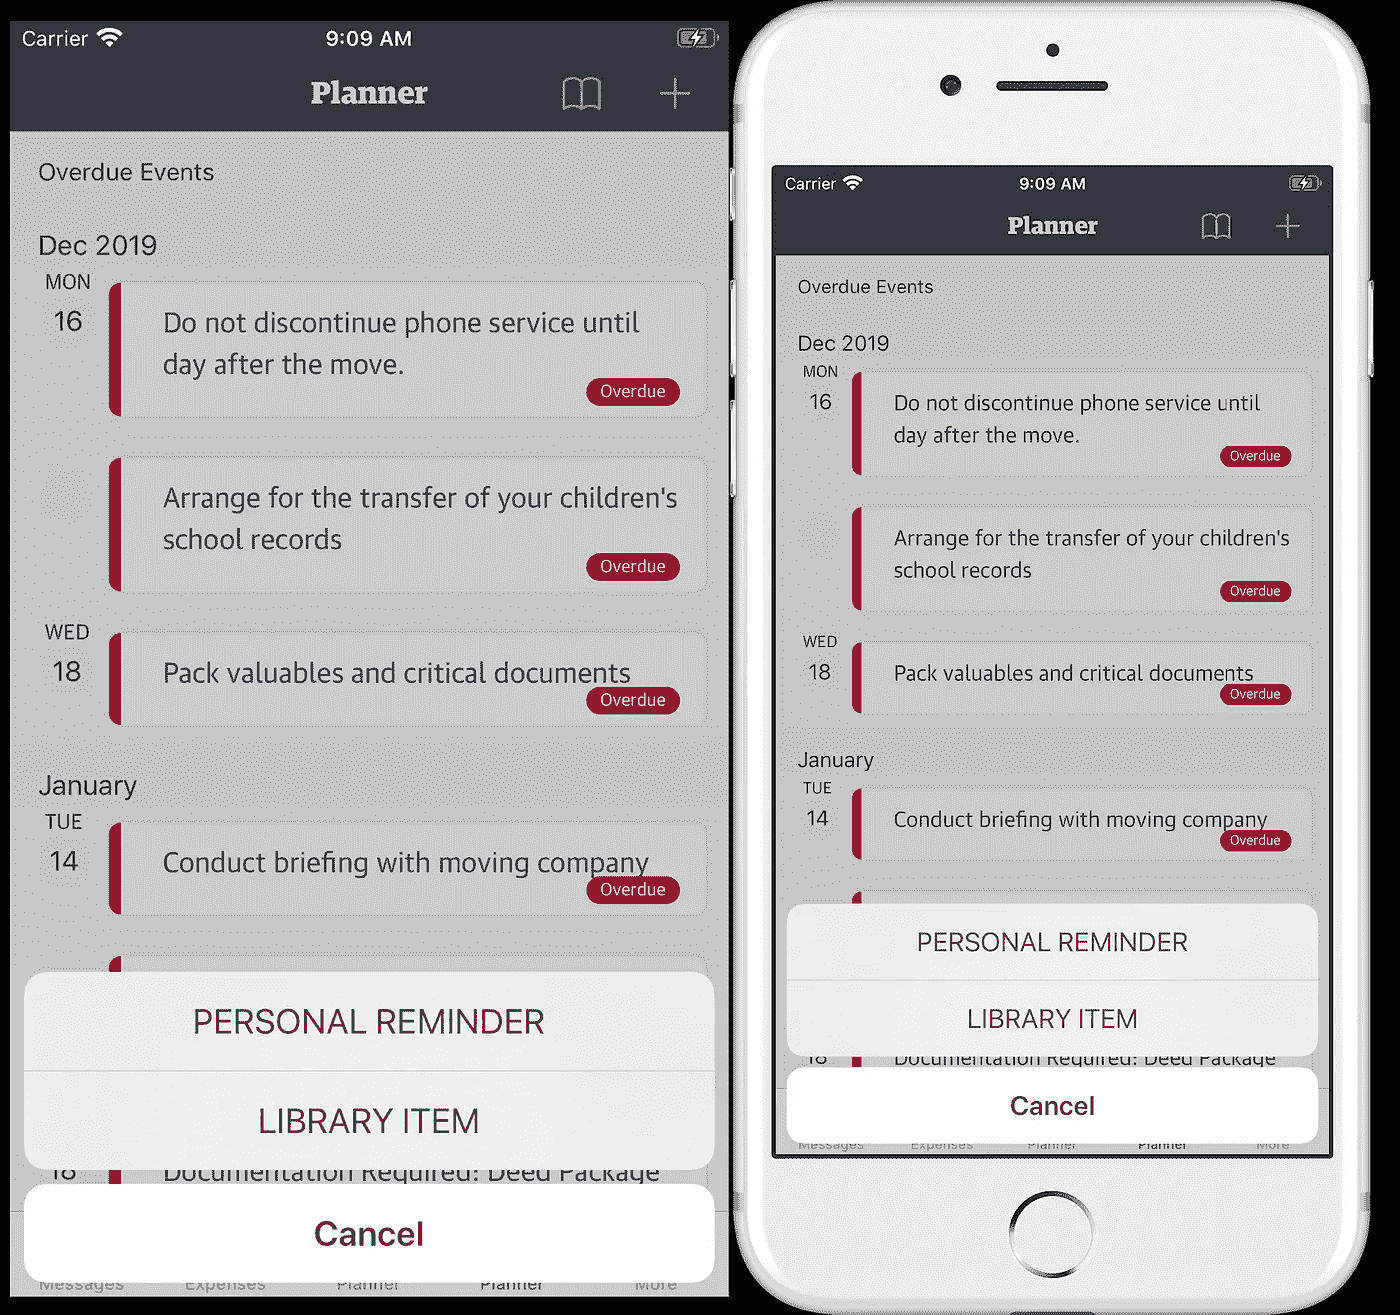 Carrier 9:09 AM
Planner
Overdue Events
Dec 2019
MON
16
Do not discontinue phone service until
day after the move.
Overdue
Arrange for the transfer of your children's
school records
Overdue
WED
18
Pack valuables and critical documents
Overdue
January
TUE
14
Conduct briefing with moving company
Overdue
PERSONAL REMINDER
LIBRARY ITEM
16 Documentation Required: Deed Package
Cancel
Messages Expenses Planner Planner More
Carrier 9:09 AM
Planner
Overdue Events
Dec 2019
MON
16
Do not discontinue phone service until
day after the move.
Overdue
Arrange for the transfer of your children's
school records
Overdue
WED
18
Pack valuables and critical documents
Overdue
January
TUE
14
Conduct briefing with moving company
Overdue
PERSONAL REMINDER
LIBRARY ITEM
Documentation Required: Deed Package
Cancel
Messages Expenses Planner Planner More